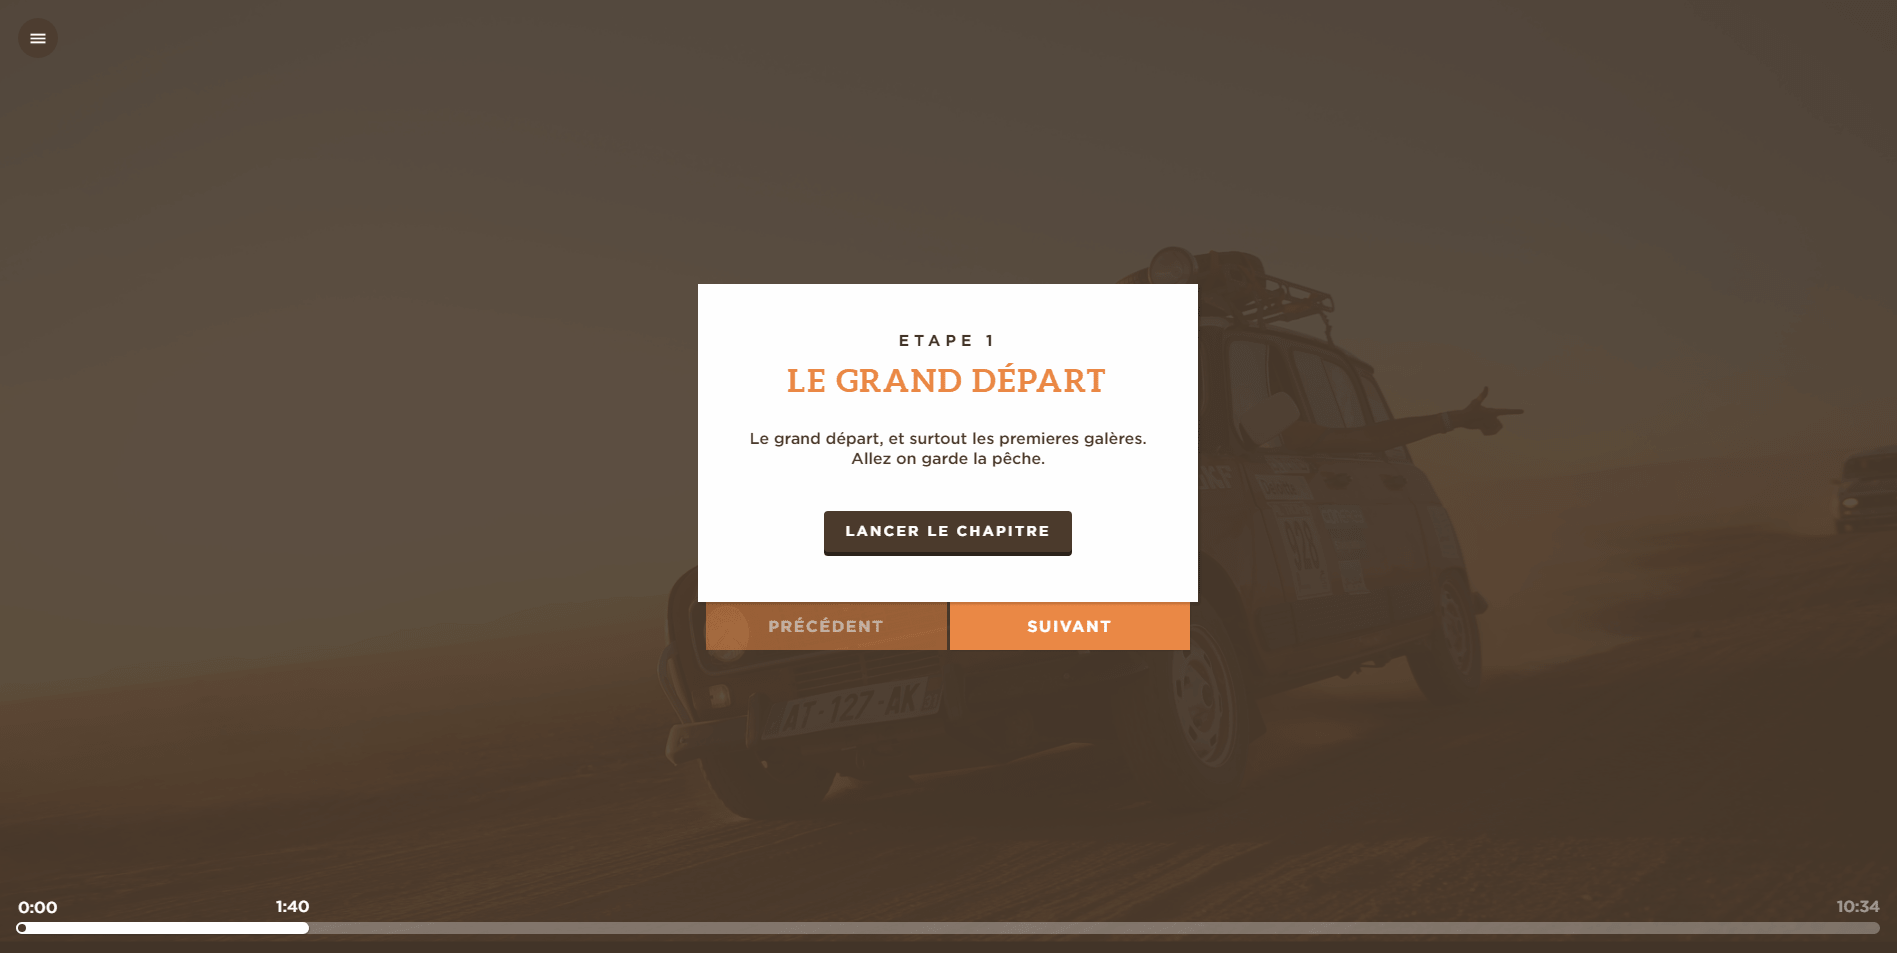 ETAPE 1
LE GRAND DÉPART
Le grand départ, et surtout les premieres galères.
Allez on garde la pêche.
LANCER LE CHAPITRE
PRÉCÉDENT
SUIVANT
928
AT-127-AK
0:00
1:40
10:34